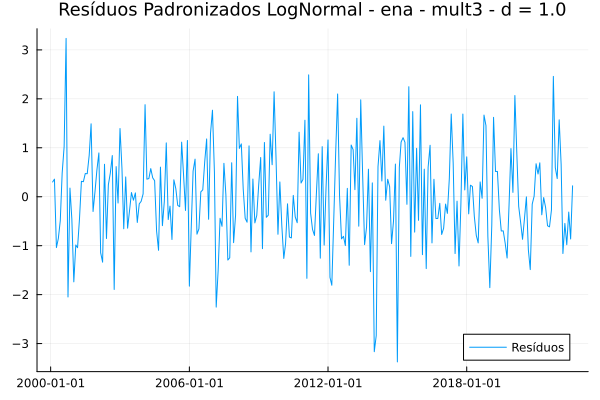 Resíduos Padronizados LogNormal - ena - mult3 - d = 1.0
3
2
1
0
−1
−2
−3
Resíduos
2000-01-01 2006-01-01 2012-01-01 2018-01-01